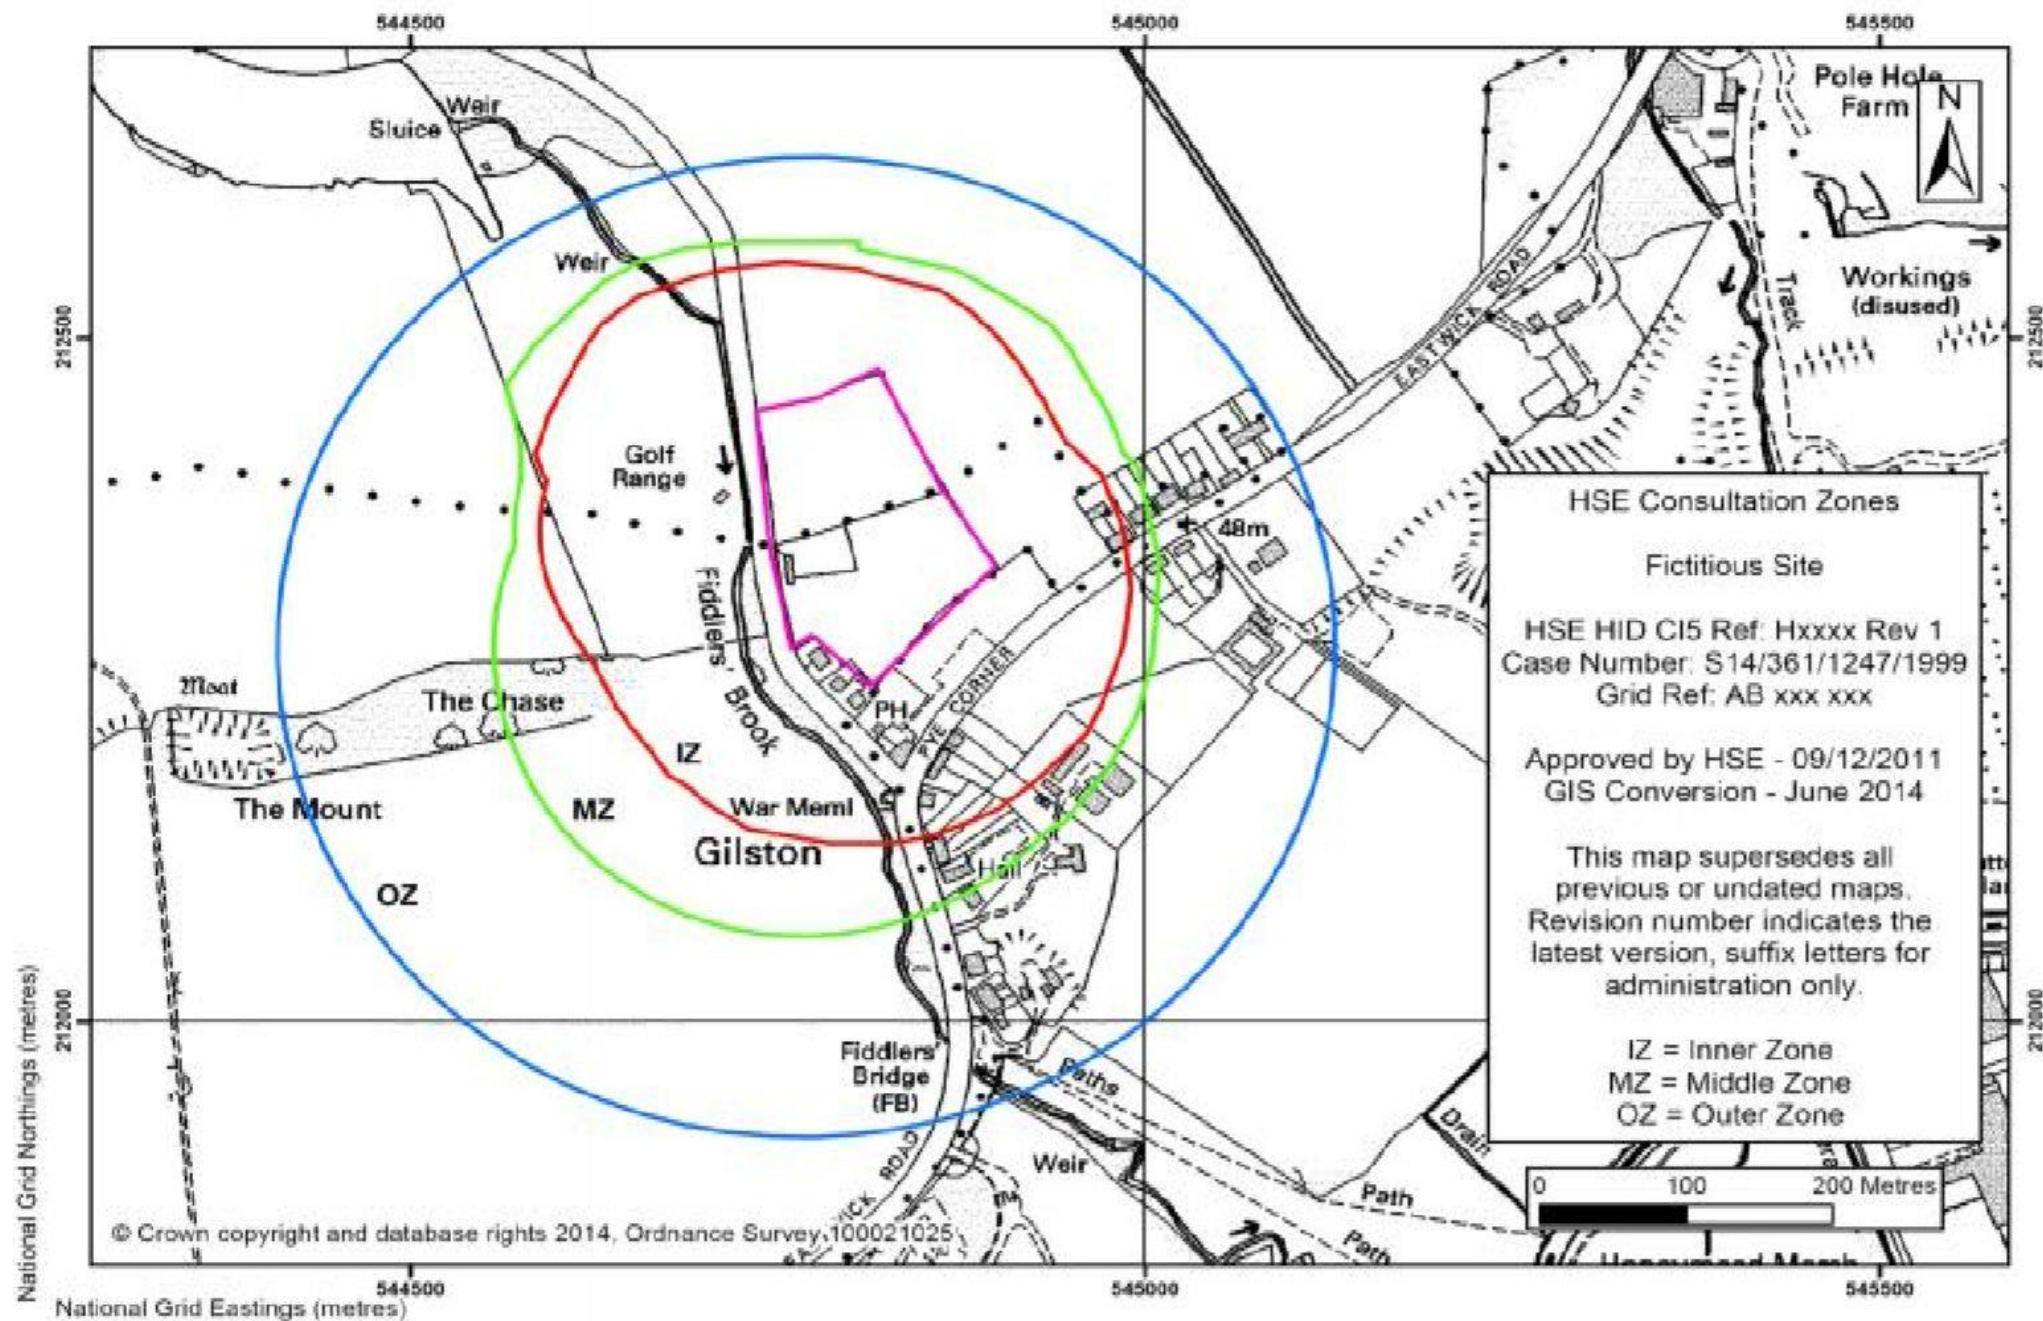 544500
545000
545500
Pole Hole
Farm
N
Weir
Sluice
Weir
212500
212500
EASTWICK ROAD
Track
Workings
(disused)
Golf
Range
48m
Fiddlers' Brook
Moat
The Chase
PH
PYE CORNER
IZ
MZ
The Mount
War Meml
Gilston
Hall
OZ
HSE Consultation Zones
Fictitious Site
HSE HID CI5 Ref: Hxxxx Rev 1
Case Number: S14/361/1247/1999
Grid Ref: AB xxx xxx
Approved by HSE - 09/12/2011
GIS Conversion - June 2014
This map supersedes all
previous or undated maps.
Revision number indicates the
latest version, suffix letters for
administration only.
IZ = Inner Zone
MZ = Middle Zone
OZ = Outer Zone
212000
212000
Fiddlers'
Bridge
(FB)
Paths
Drain
Weir
ROAD
Path
Path
0 100 200 Metres
© Crown copyright and database rights 2014, Ordnance Survey 100021025
National Grid Northings (metres)
544500
545000
545500
National Grid Eastings (metres)